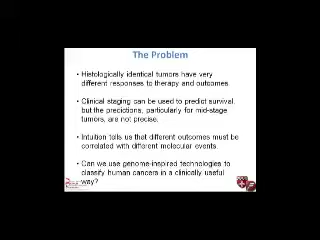 The Problem
• Histologically identical tumors have very
different responses to therapy and outcomes.
• Clinical staging can be used to predict survival,
but the predictions, particularly for mid-stage
tumors, are not precise.
• Intuition tells us that different outcomes must be
correlated with different molecular events.
• Can we use genome-inspired technologies to
classify human cancers in a clinically useful
way?